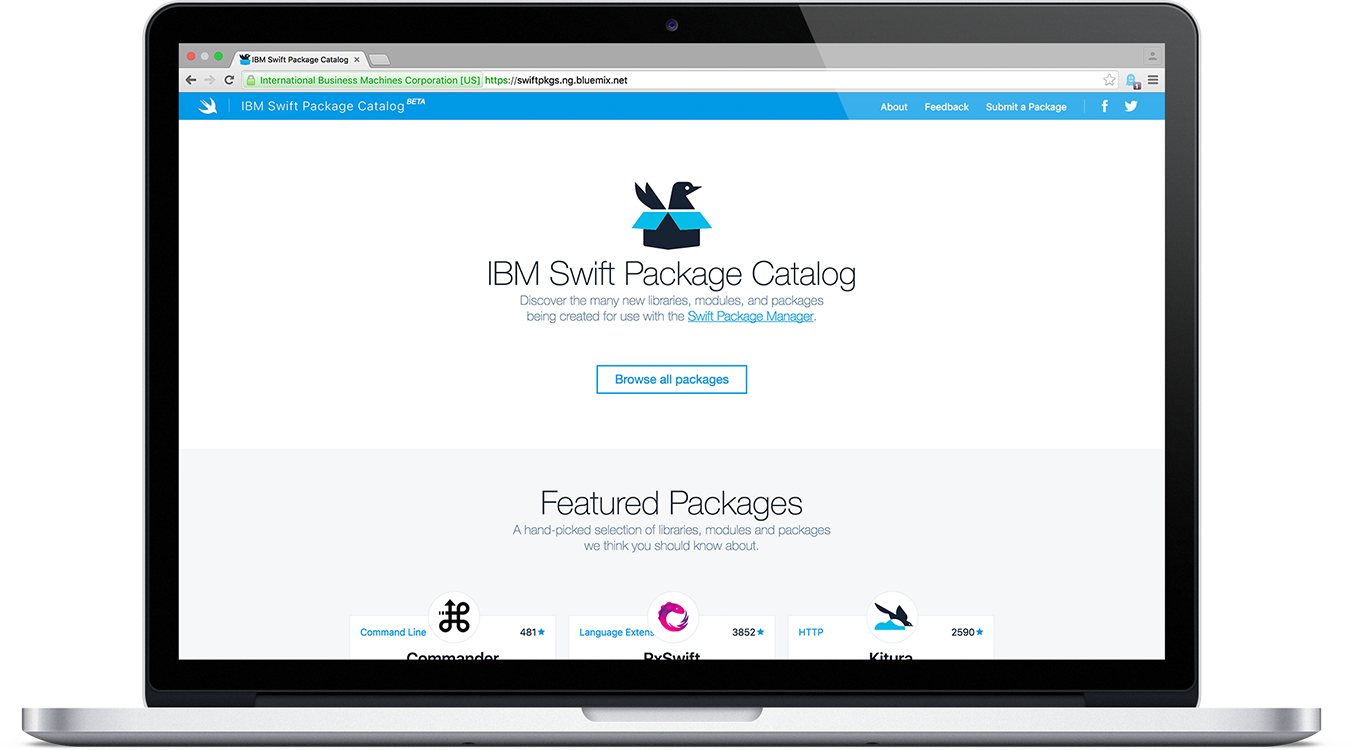 IBM Swift Package Catalog
International Business Machines Corporation [US] https://swiftpkgs.ng.bluemix.net
IBM Swift Package Catalog BETA
About Feedback Submit a Package
IBM Swift Package Catalog
Discover the many new libraries, modules, and packages
being created for use with the Swift Package Manager.
Browse all packages
Featured Packages
A hand-picked selection of libraries, modules and packages
we think you should know about.
Command Line 481
Language Extens 3852
HTTP 2590
Commander RxSwift Kitura